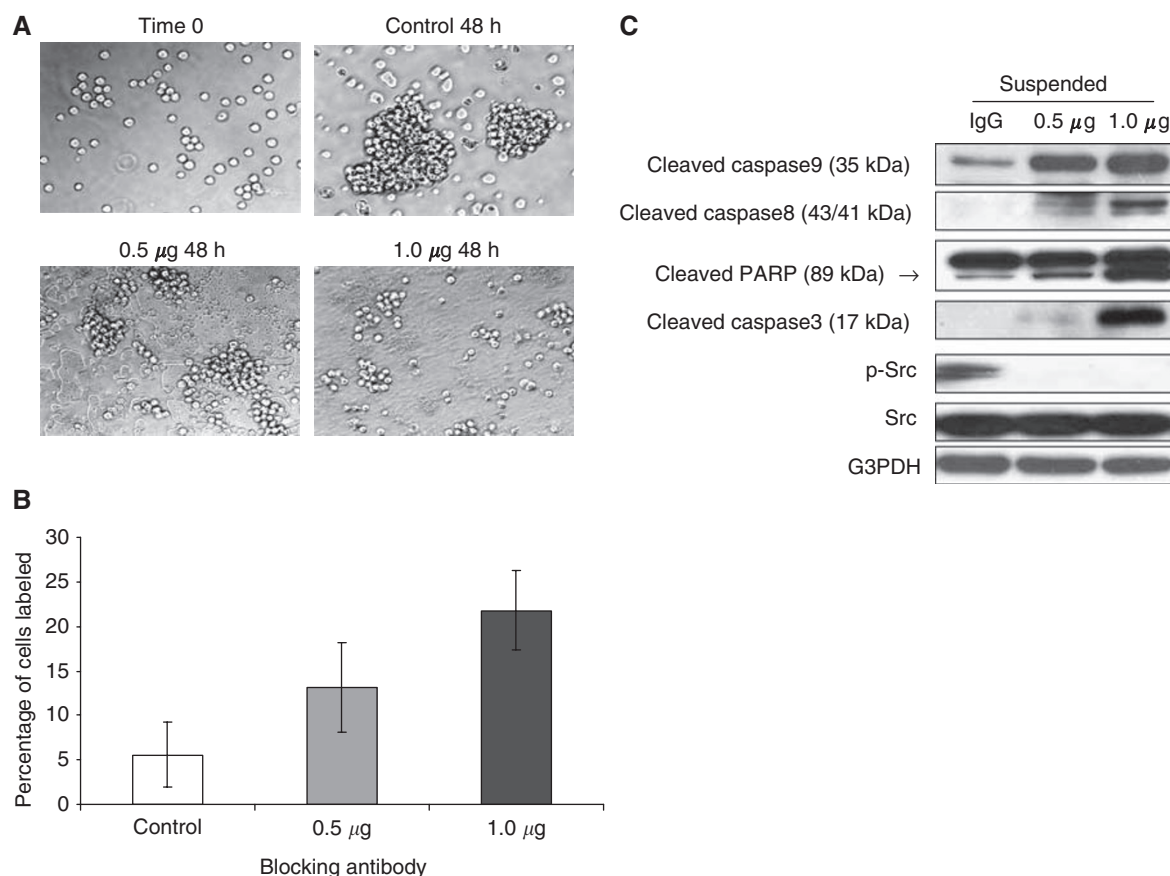 A
Time 0
Control 48 h
0.5 μg 48 h
1.0 μg 48 h
B
30
25
20
15
10
5
0
Percentage of cells labeled
Control
0.5 μg
1.0 μg
Blocking antibody
C
Suspended
IgG
0.5 μg
1.0 μg
Cleaved caspase9 (35 kDa)
Cleaved caspase8 (43/41 kDa)
Cleaved PARP (89 kDa) →
Cleaved caspase3 (17 kDa)
p-Src
Src
G3PDH